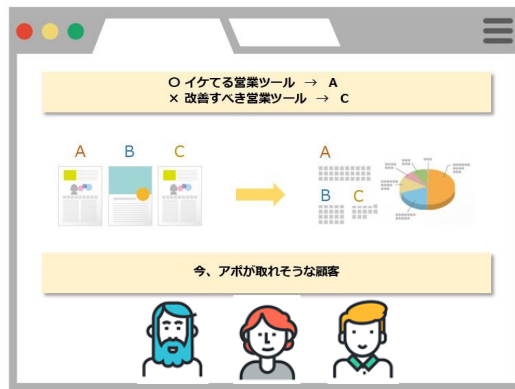 〇 イケてる営業ツール → A
× 改善すべき営業ツール → C
A B C
A
B C
今、アポが取れそうな顧客